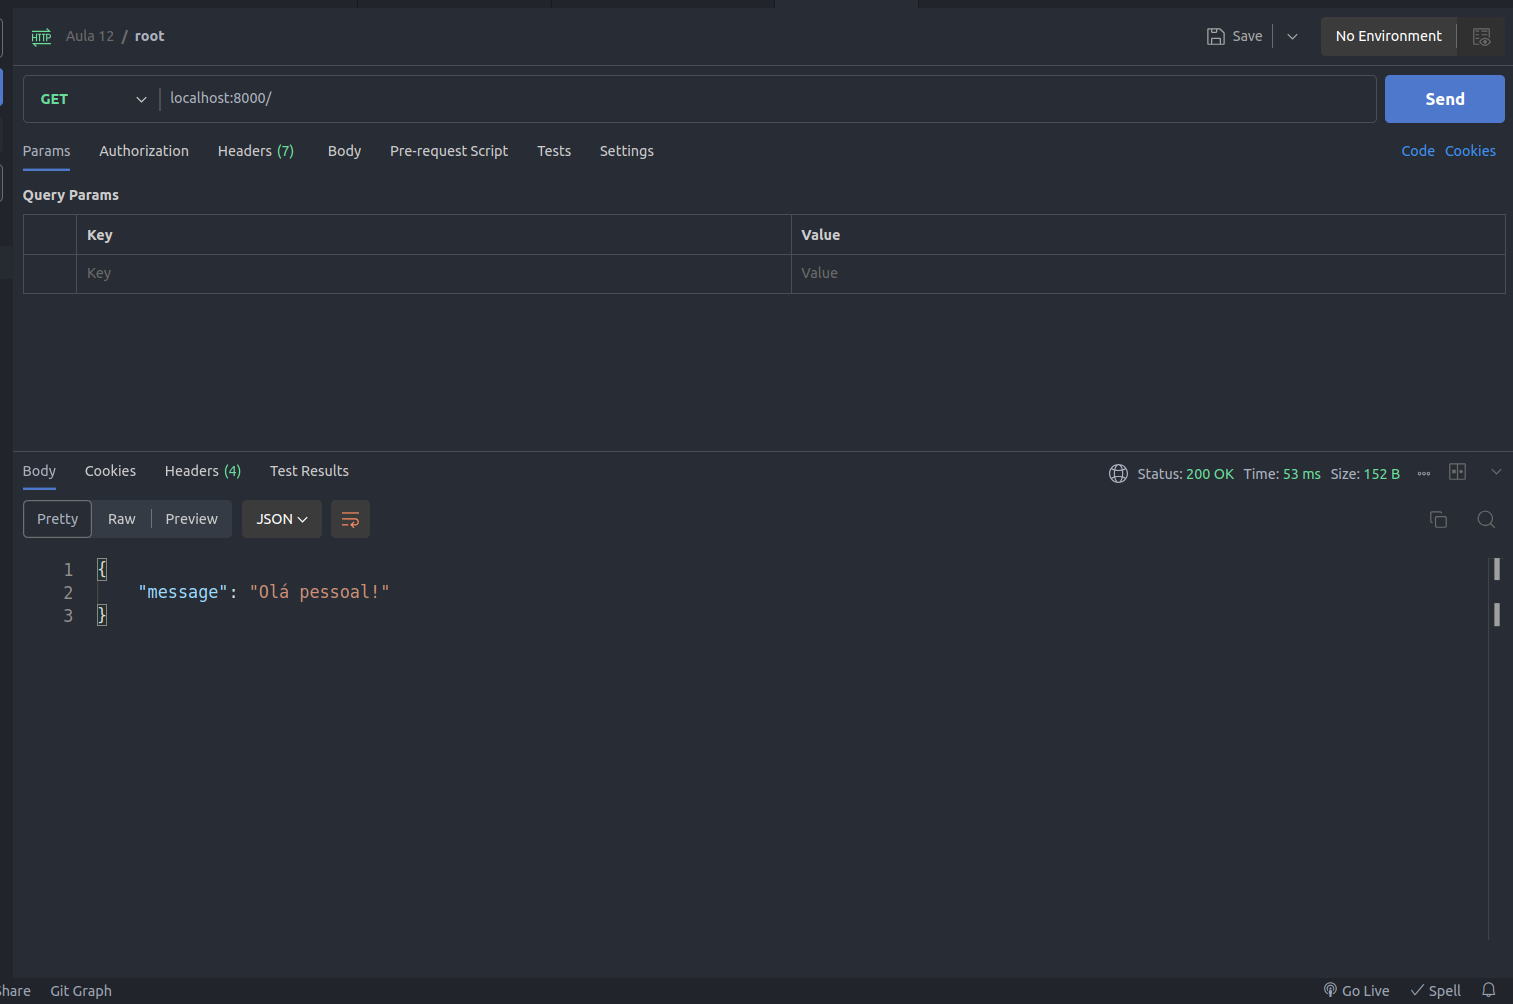 HTTP Aula 12 / root Save No Environment
GET localhost:8000/ Send
Params Authorization Headers (7) Body Pre-request Script Tests Settings Code Cookies
Query Params
Key Value
Key Value
Body Cookies Headers (4) Test Results Status: 200 OK Time: 53 ms Size: 152 B
Pretty Raw Preview JSON
1 {
2 "message": "Olá pessoal!"
3 }
Share Git Graph Go Live Spell